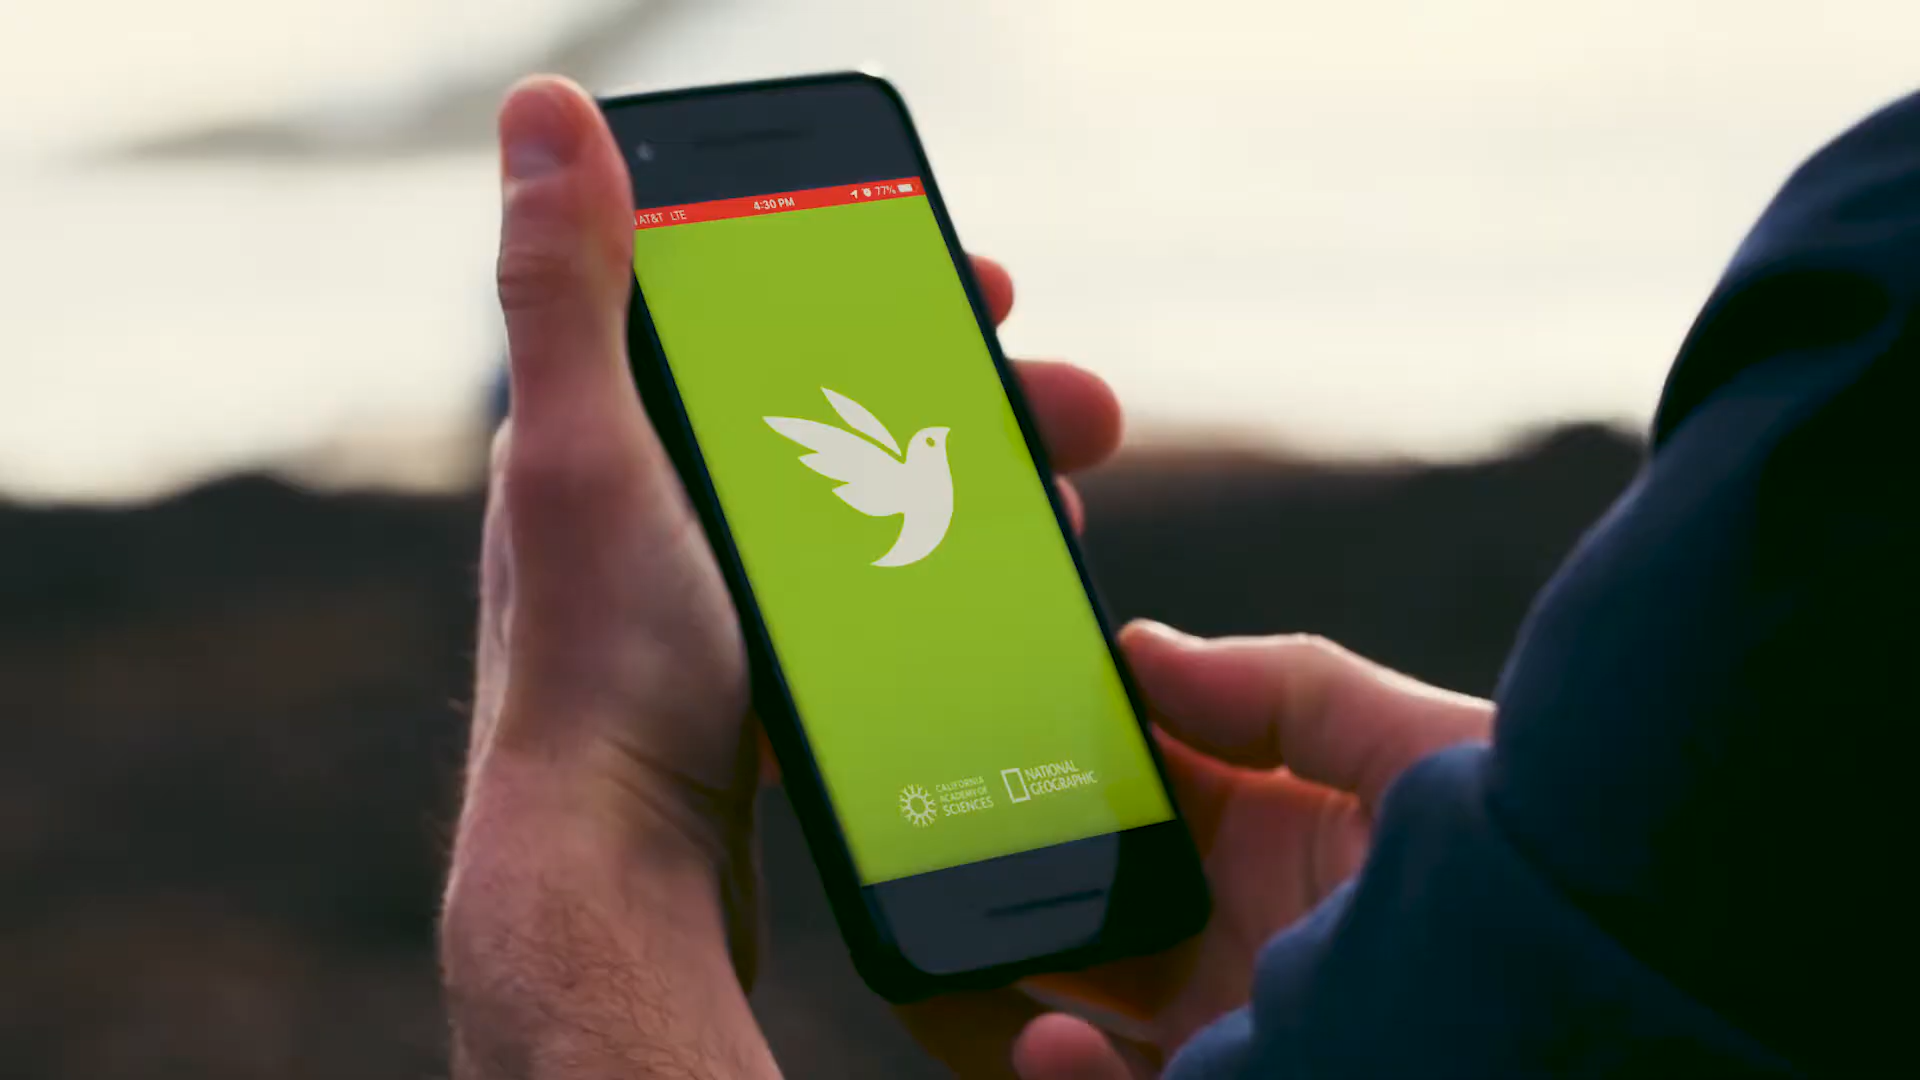 AT&T LTE 4:30 PM 77%
CALIFORNIA
ACADEMY OF
SCIENCES
NATIONAL
GEOGRAPHIC